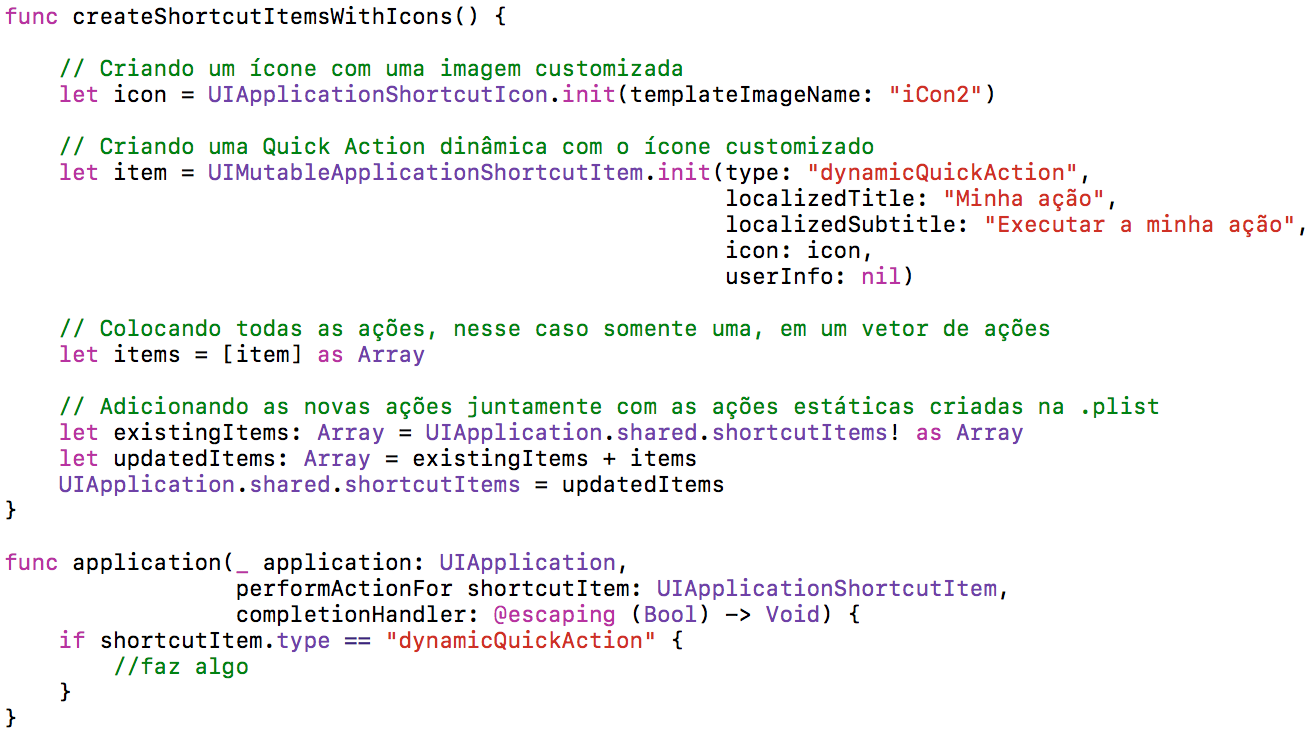 func createShortcutItemsWithIcons() {
// Criando um ícone com uma imagem customizada
let icon = UIApplicationShortcutIcon.init(templateImageName: "iCon2")
// Criando uma Quick Action dinâmica com o ícone customizado
let item = UIMutableApplicationShortcutItem.init(type: "dynamicQuickAction",
localizedTitle: "Minha ação",
localizedSubtitle: "Executar a minha ação",
icon: icon,
userInfo: nil)
// Colocando todas as ações, nesse caso somente uma, em um vetor de ações
let items = [item] as Array
// Adicionando as novas ações juntamente com as ações estáticas criadas na .plist
let existingItems: Array = UIApplication.shared.shortcutItems! as Array
let updatedItems: Array = existingItems + items
UIApplication.shared.shortcutItems = updatedItems
}
func application(_ application: UIApplication,
performActionFor shortcutItem: UIApplicationShortcutItem,
completionHandler: @escaping (Bool) -> Void) {
if shortcutItem.type == "dynamicQuickAction" {
//faz algo
}
}